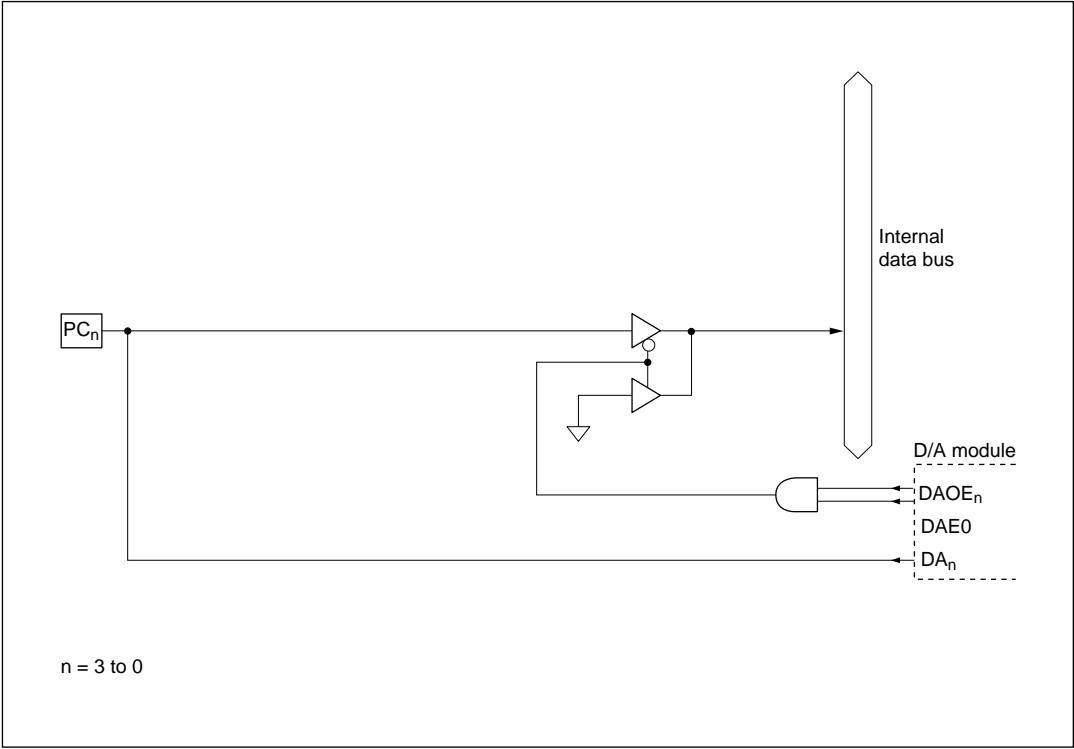 Internal
data bus
PCn
D/A module
DAOEn
DAE0
DAn
n = 3 to 0